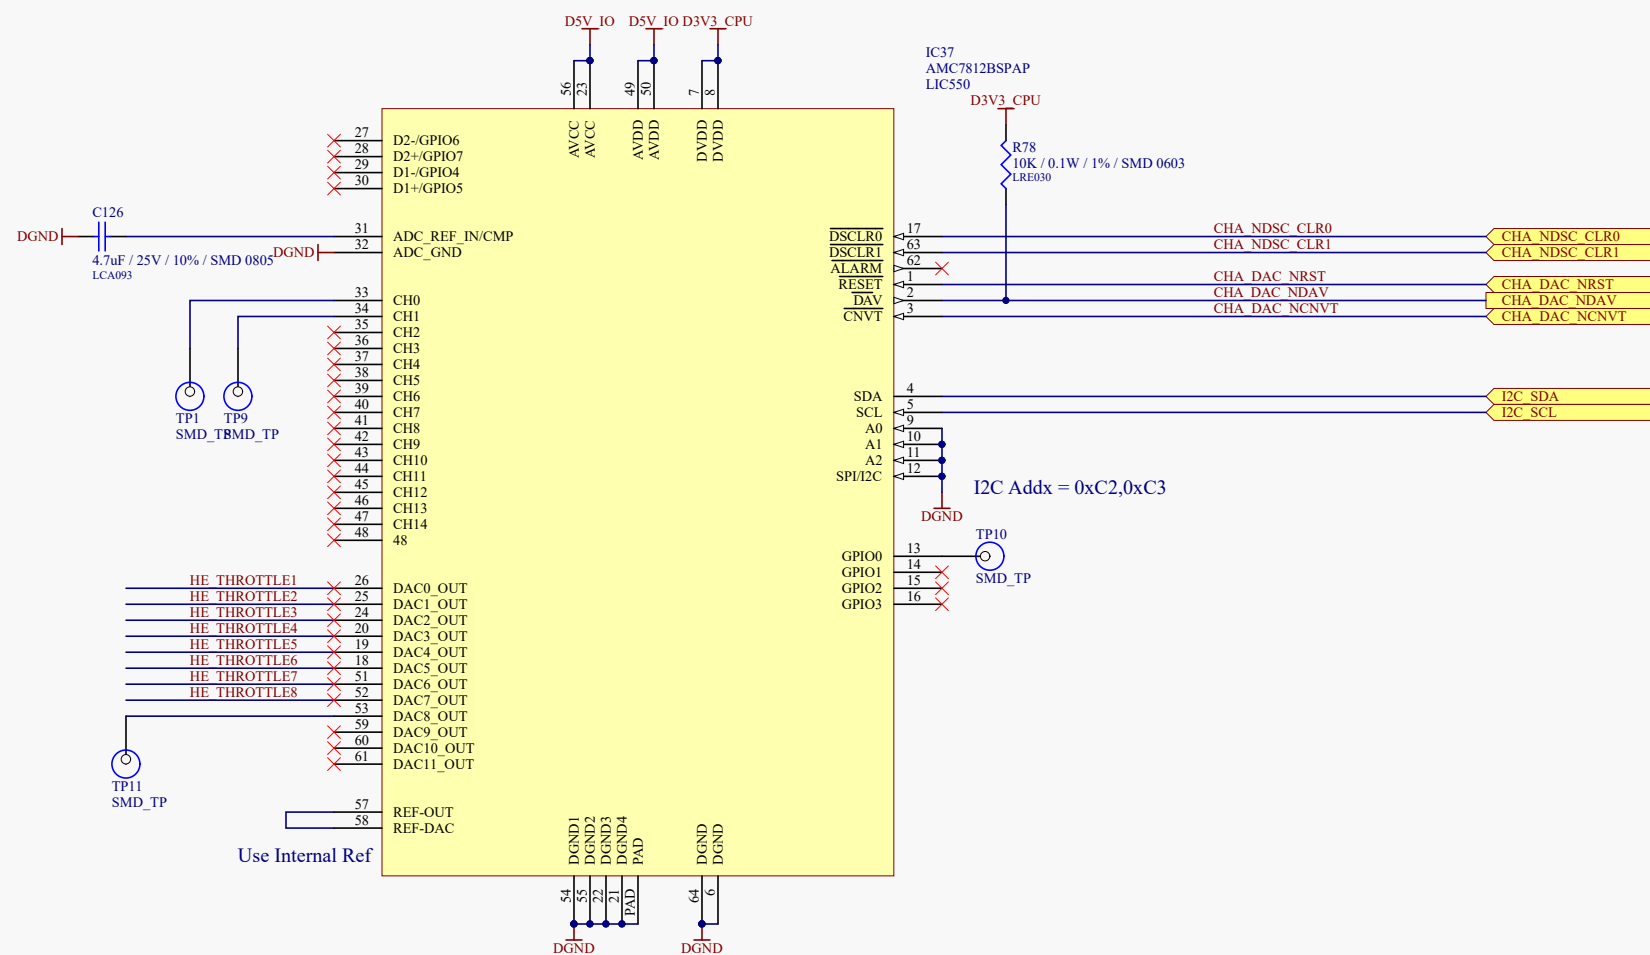 D5V_IO D5V_IO D3V3_CPU
IC37
AMC7812BSPAP
LIC550
D3V3_CPU
R78
10K / 0.1W / 1% / SMD 0603
LRE030
56 23 49 50 7 8
AVCC AVCC AVDD AVDD DVDD DVDD
27 D2-/GPIO6
28 D2+/GPIO7
29 D1-/GPIO4
30 D1+/GPIO5
C126
DGND
4.7uF / 25V / 10% / SMD 0805
LCA093
31 ADC_REF_IN/CMP
DGND 32 ADC_GND
33 CH0
34 CH1
35 CH2
36 CH3
37 CH4
38 CH5
39 CH6
40 CH7
41 CH8
42 CH9
43 CH10
44 CH11
45 CH12
46 CH13
47 CH14
48 48
TP1 TP9
SMD_TP SMD_TP
HE_THROTTLE1 26 DAC0_OUT
HE_THROTTLE2 25 DAC1_OUT
HE_THROTTLE3 24 DAC2_OUT
HE_THROTTLE4 20 DAC3_OUT
HE_THROTTLE5 19 DAC4_OUT
HE_THROTTLE6 18 DAC5_OUT
HE_THROTTLE7 51 DAC6_OUT
HE_THROTTLE8 52 DAC7_OUT
53 DAC8_OUT
59 DAC9_OUT
60 DAC10_OUT
61 DAC11_OUT
TP11
SMD_TP
57 REF-OUT
58 REF-DAC
Use Internal Ref
DSCLR0 17 CHA_NDSC_CLR0 CHA_NDSC_CLR0
DSCLR1 63 CHA_NDSC_CLR1 CHA_NDSC_CLR1
ALARM 62
RESET 1 CHA_DAC_NRST CHA_DAC_NRST
DAV 2 CHA_DAC_NDAV CHA_DAC_NDAV
CNVT 3 CHA_DAC_NCNVT CHA_DAC_NCNVT
SDA 4 I2C_SDA
SCL 5 I2C_SCL
A0 9
A1 10
A2 11
SPI/I2C 12
I2C Addx = 0xC2,0xC3
DGND
TP10
SMD_TP
GPIO0 13
GPIO1 14
GPIO2 15
GPIO3 16
DGND1 DGND2 DGND3 DGND4 PAD DGND DGND
54 55 22 21 PAD 64 6
DGND DGND